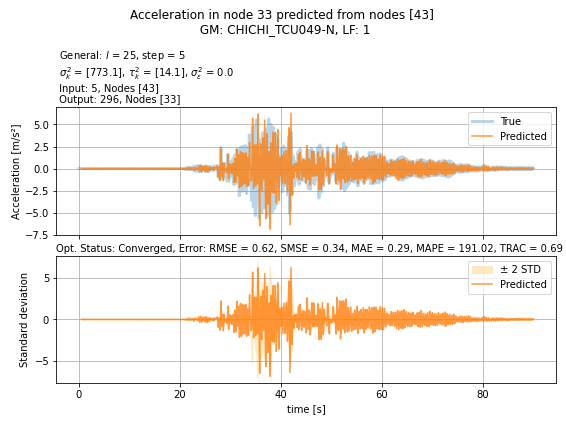 Acceleration in node 33 predicted from nodes [43]
GM: CHICHI_TCU049-N, LF: 1
General: l = 25, step = 5
σ²ₖ = [773.1], τ²ₖ = [14.1], σ²ε = 0.0
Input: 5, Nodes [43]
Output: 296, Nodes [33]
Acceleration [m/s²]
5.0
2.5
0.0
−2.5
−5.0
−7.5
True
Predicted
Opt. Status: Converged, Error: RMSE = 0.62, SMSE = 0.34, MAE = 0.29, MAPE = 191.02, TRAC = 0.69
Standard deviation
5
0
−5
± 2 STD
Predicted
0
20
40
60
80
time [s]